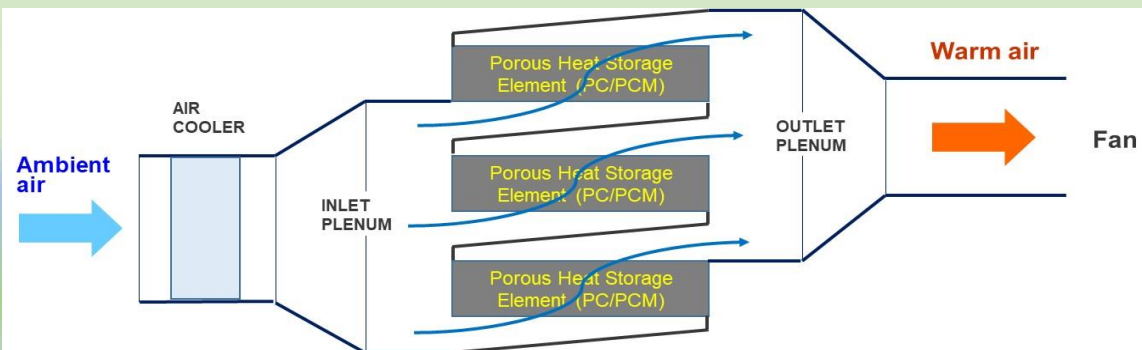 Ambient
air
AIR
COOLER
INLET
PLENUM
Porous Heat Storage
Element (PC/PCM)
Porous Heat Storage
Element (PC/PCM)
Porous Heat Storage
Element (PC/PCM)
OUTLET
PLENUM
Warm air
Fan